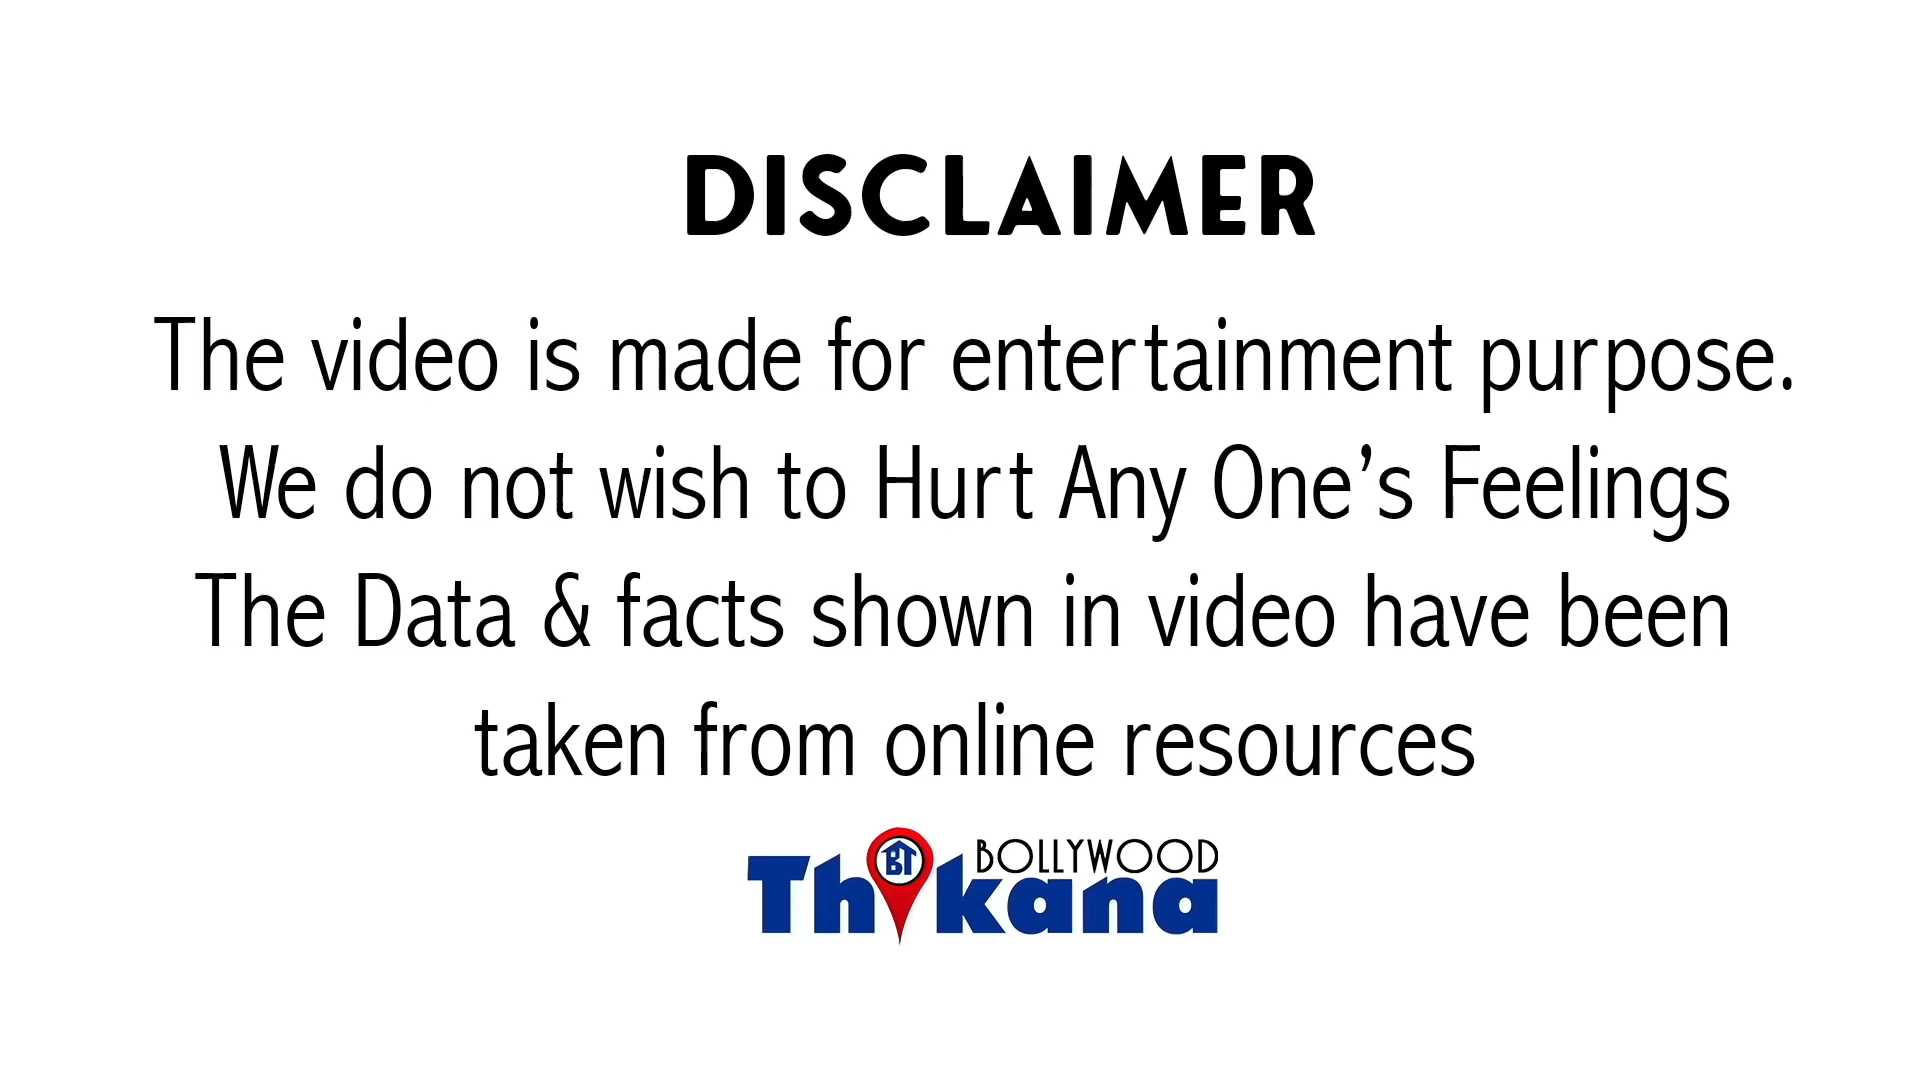 DISCLAIMER
The video is made for entertainment purpose.
We do not wish to Hurt Any One’s Feelings
The Data & facts shown in video have been
taken from online resources
BT
BOLLYWOOD
Thikana